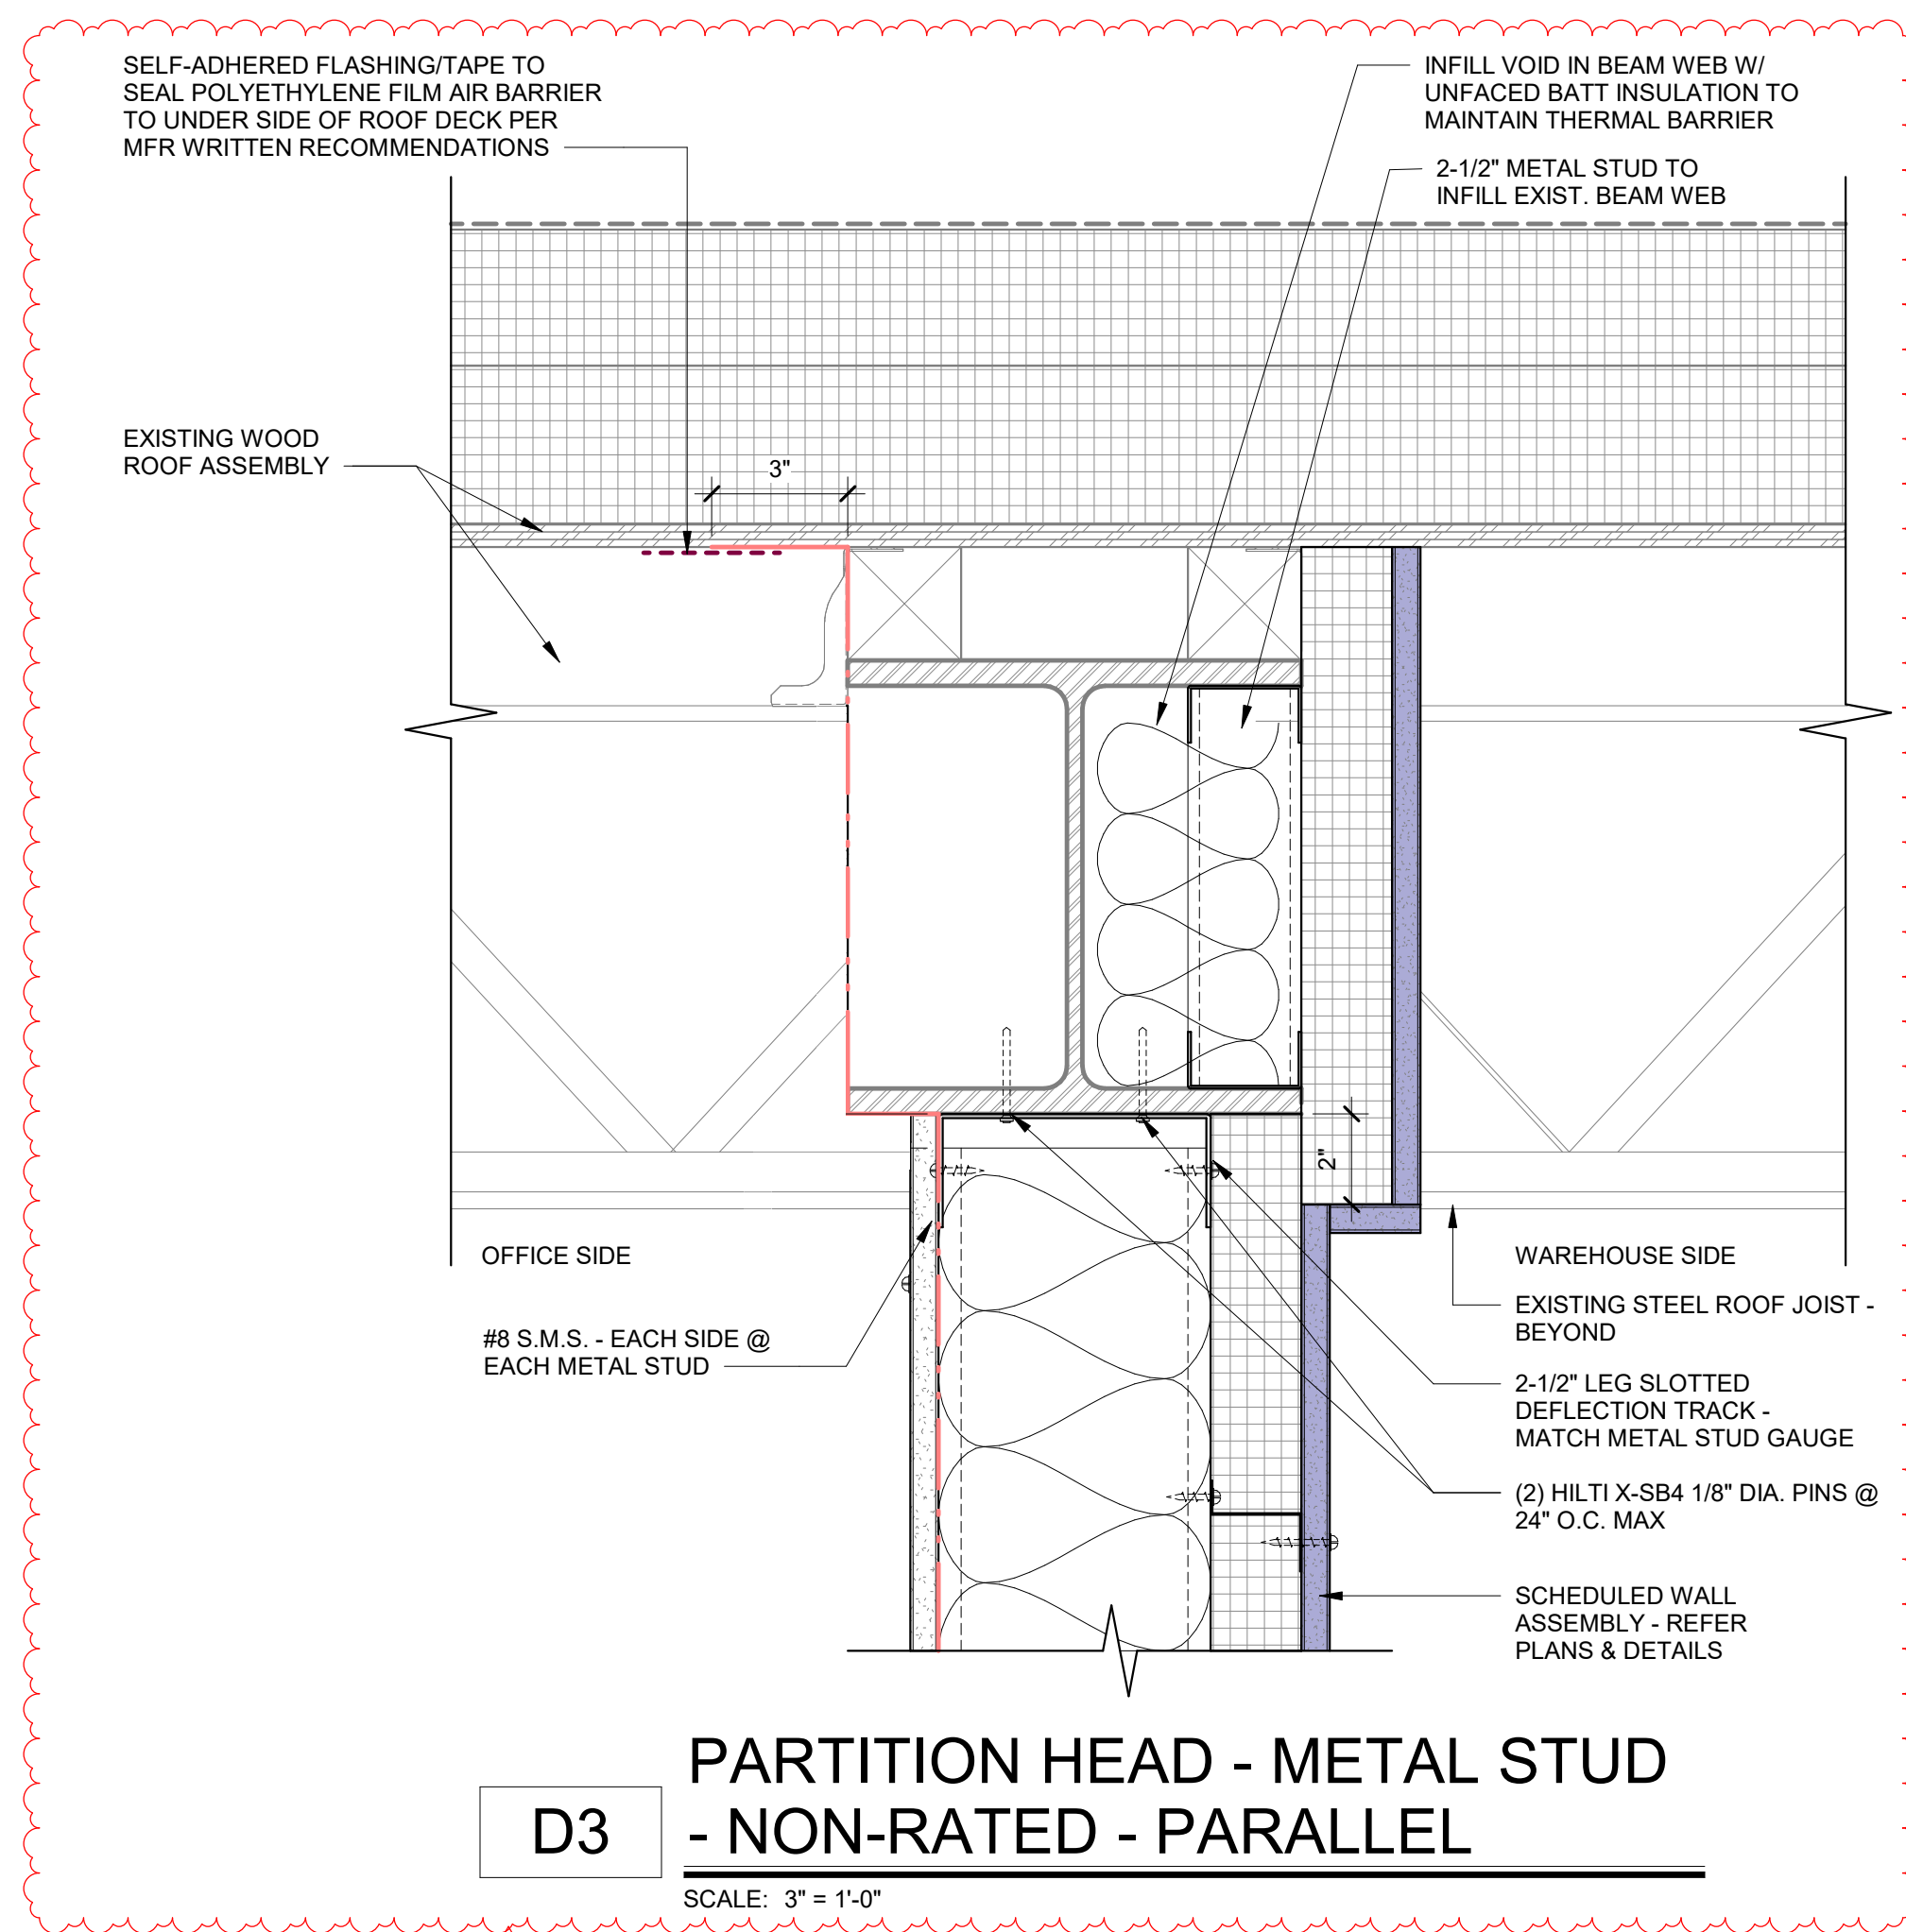 SELF-ADHERED FLASHING/TAPE TO
SEAL POLYETHYLENE FILM AIR BARRIER
TO UNDER SIDE OF ROOF DECK PER
MFR WRITTEN RECOMMENDATIONS
INFILL VOID IN BEAM WEB W/
UNFACED BATT INSULATION TO
MAINTAIN THERMAL BARRIER
2-1/2" METAL STUD TO
INFILL EXIST. BEAM WEB
EXISTING WOOD
ROOF ASSEMBLY
3"
2"
OFFICE SIDE
#8 S.M.S. - EACH SIDE @
EACH METAL STUD
WAREHOUSE SIDE
EXISTING STEEL ROOF JOIST -
BEYOND
2-1/2" LEG SLOTTED
DEFLECTION TRACK -
MATCH METAL STUD GAUGE
(2) HILTI X-SB4 1/8" DIA. PINS @
24" O.C. MAX
SCHEDULED WALL
ASSEMBLY - REFER
PLANS & DETAILS
D3
PARTITION HEAD - METAL STUD
- NON-RATED - PARALLEL
SCALE: 3" = 1'-0"